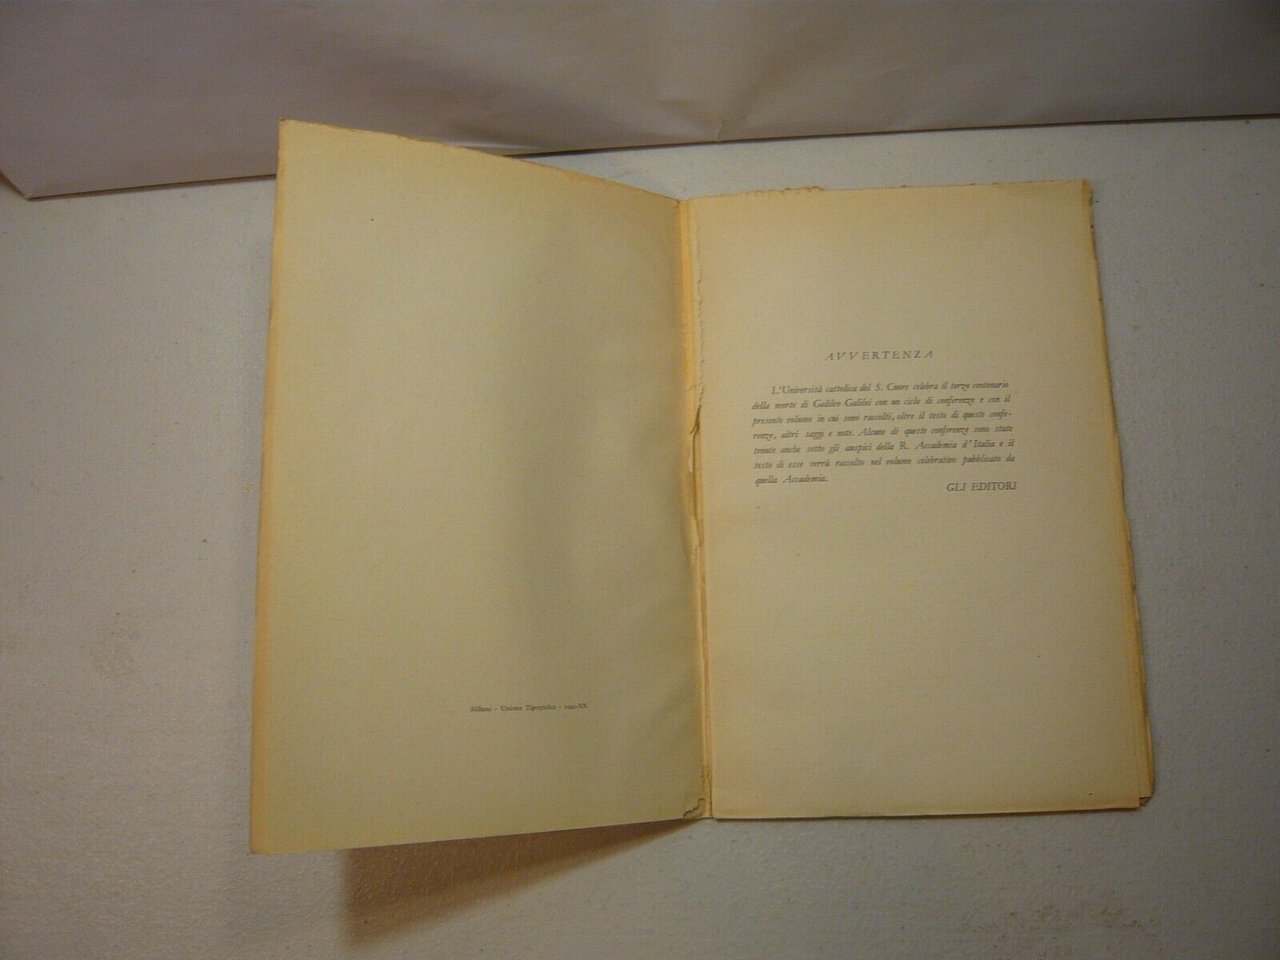 Milano - Unione Tipografica - 1942-XX
AVVERTENZA
L'Università cattolica del S. Cuore celebra il terzo centenario
della morte di Galileo Galilei con un ciclo di conferenze e con il
presente volume in cui sono raccolti, oltre il testo di queste confe-
renze, altri saggi e note. Alcune di queste conferenze sono state
tenute anche sotto gli auspici della R. Accademia d'Italia e il
testo di esse verrà raccolto nel volume celebrativo pubblicato da
quella Accademia.
GLI EDITORI